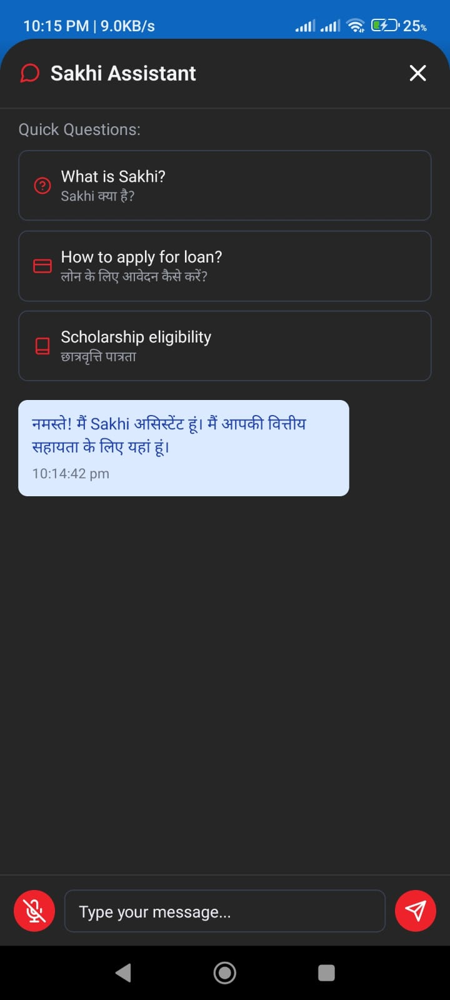 10:15 PM | 9.0KB/s 25%
Sakhi Assistant
Quick Questions:
What is Sakhi?
Sakhi क्या है?
How to apply for loan?
लोन के लिए आवेदन कैसे करें?
Scholarship eligibility
छात्रवृत्ति पात्रता
नमस्ते! मैं Sakhi असिस्टेंट हूं। मैं आपकी वित्तीय
सहायता के लिए यहां हूं।
10:14:42 pm
Type your message...